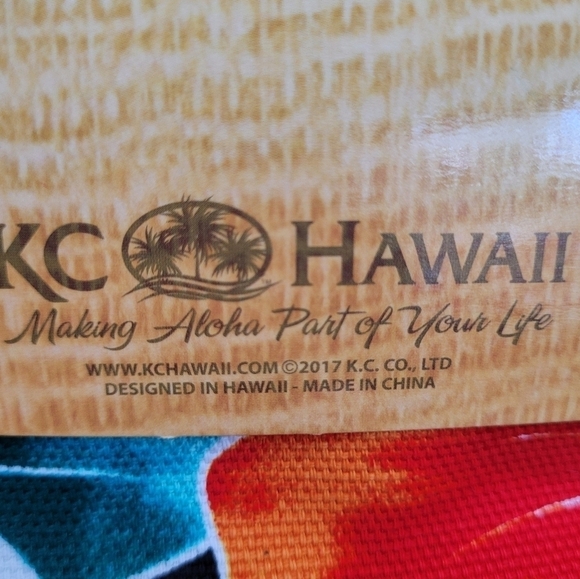 KC HAWAII
Making Aloha Part of Your Life
WWW.KCHAWAII.COM ©2017 K.C. CO., LTD
DESIGNED IN HAWAII - MADE IN CHINA